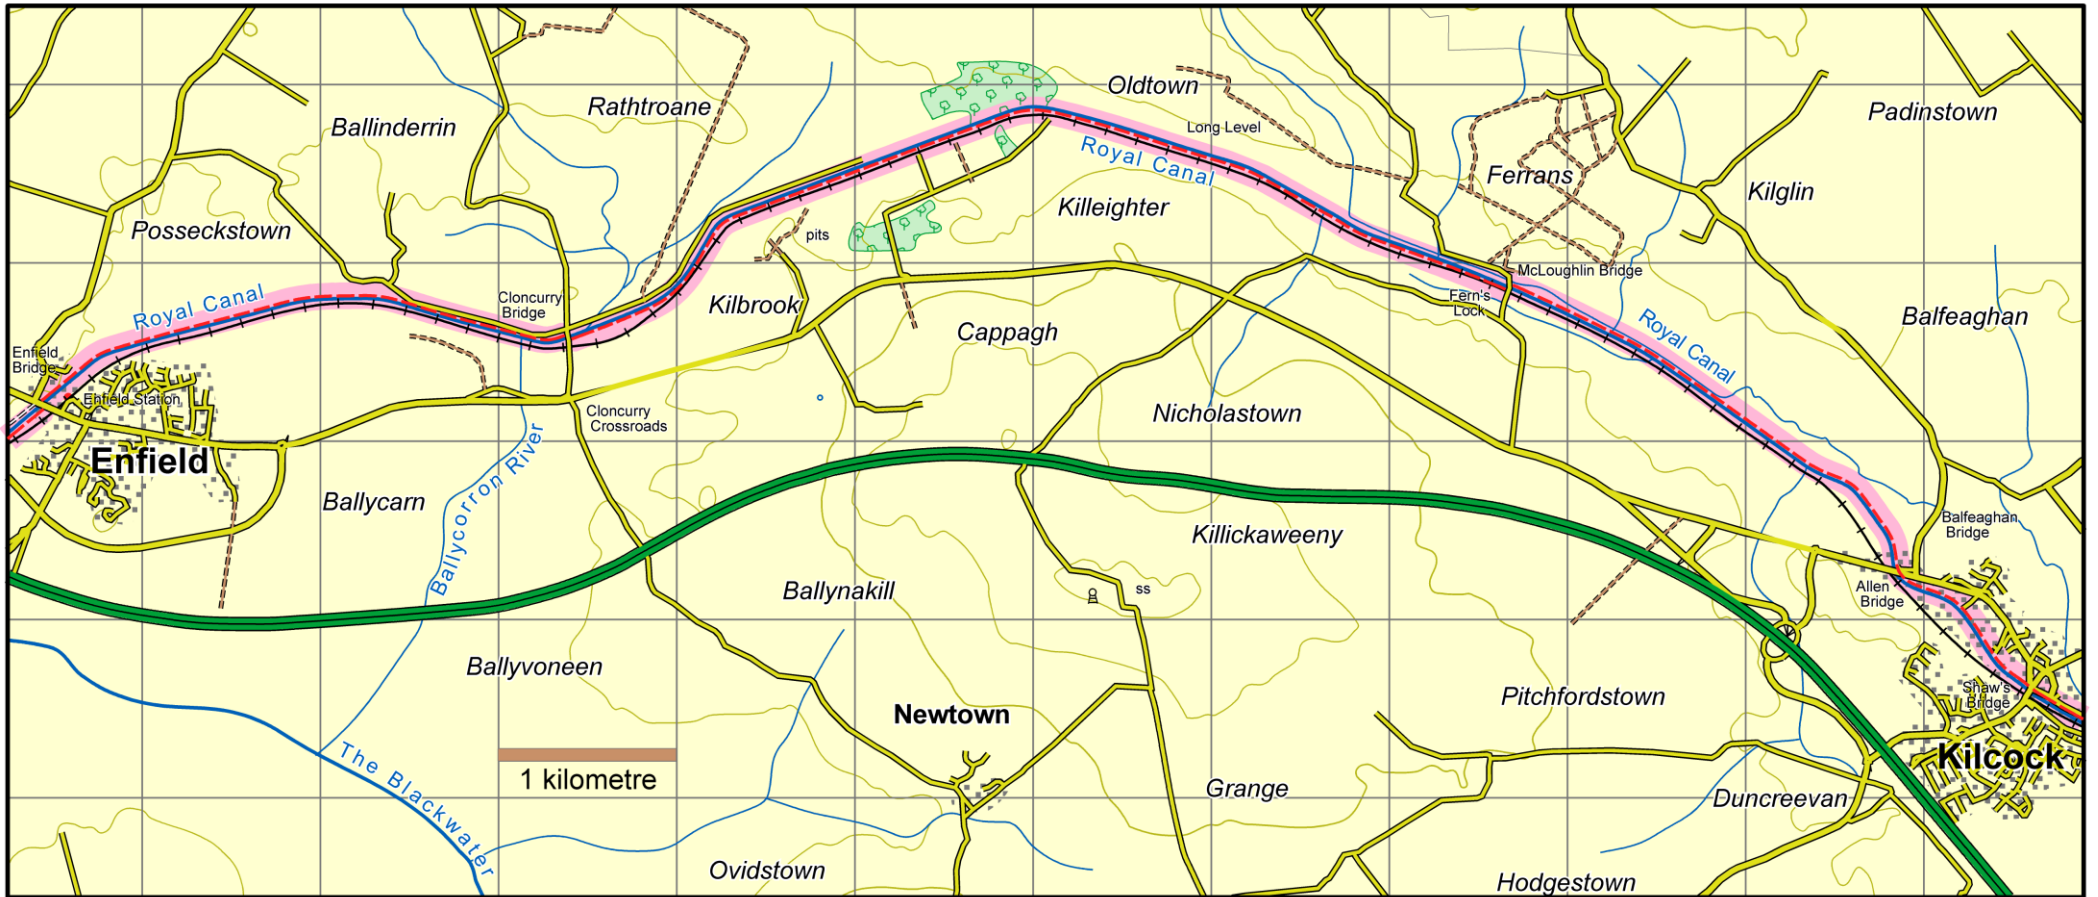 Oldtown
Rathtroane
Padinstown
Ballinderrin
Long Level
Royal Canal
Ferrans
Kilglin
Killeighter
Posseckstown
pits
McLoughlin Bridge
Royal Canal
Cloncurry
Bridge
Kilbrook
Fern's
Lock
Cappagh
Balfeaghan
Royal Canal
Enfield
Bridge
Enfield Station
Cloncurry
Crossroads
Nicholastown
Enfield
Ballycarn
Ballycorron River
Killickaweeny
Balfeaghan
Bridge
Ballynakill
ss
Allen
Bridge
Ballyvoneen
Pitchfordstown
Shaw's
Bridge
Newtown
The Blackwater
1 kilometre
Kilcock
Grange
Duncreevan
Ovidstown
Hodgestown